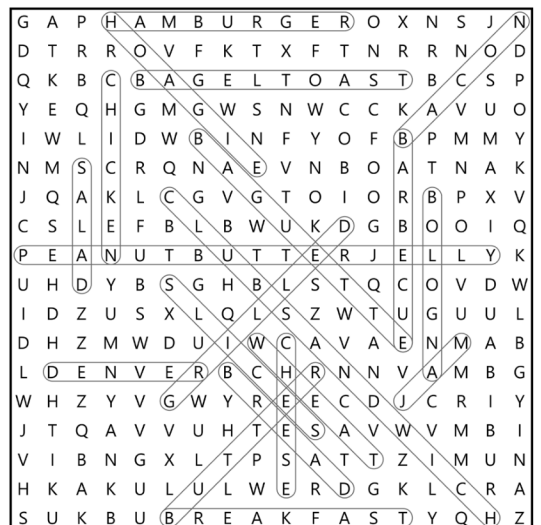 G A P H A M B U R G E R O X N S J N
D T R R O V F K T X F T N R R N O D
Q K B C B A G E L T O A S T B C S P
Y E Q H G M G W S N W C C K A V U O
I W L I D W B I N F Y O F B P M M Y
N M S C R Q N A E V N B O A T N A K
J Q A K L C G V G T O I O R B P X V
C S L E F B L B W U K D G B O O I Q
P E A N U T B U T T E R J E L L Y K
U H D Y B S G H B L S T Q C O V D W
I D Z U S X L Q L S Z W T U G U U L
D H Z M W D U I W C A V A E N M A B
L D E N V E R B C H R N N V A M B G
W H Z Y V G W Y R E E C D J C R I Y
J T Q A V V U H T E S A V W V M B I
V I B N G X L T P S A T T Z I M U N
H K A K U L U L W E R D G K L C R A
S U K B U B R E A K F A S T Y Q H Z